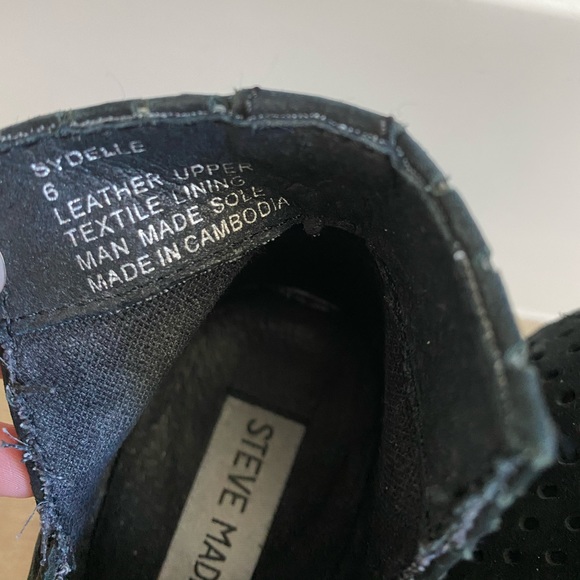 SYDELLE
6
LEATHER UPPER
TEXTILE LINING
MAN MADE SOLE
MADE IN CAMBODIA
STEVE MAD